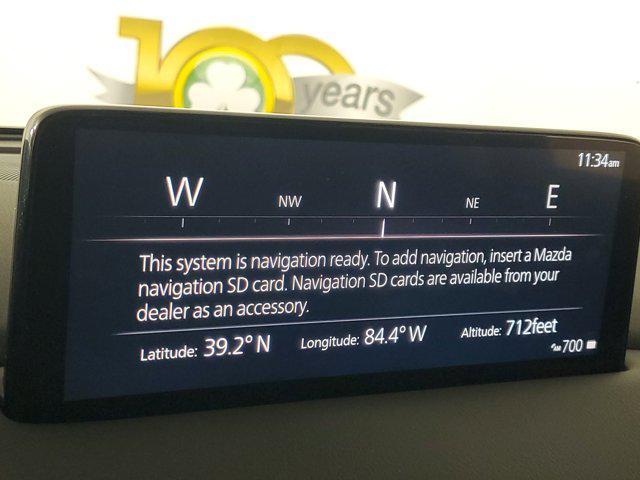 100
years
11:34am
W NW N NE E
This system is navigation ready. To add navigation, insert a Mazda
navigation SD card. Navigation SD cards are available from your
dealer as an accessory.
Latitude: 39.2° N Longitude: 84.4° W Altitude: 712feet
AM 700